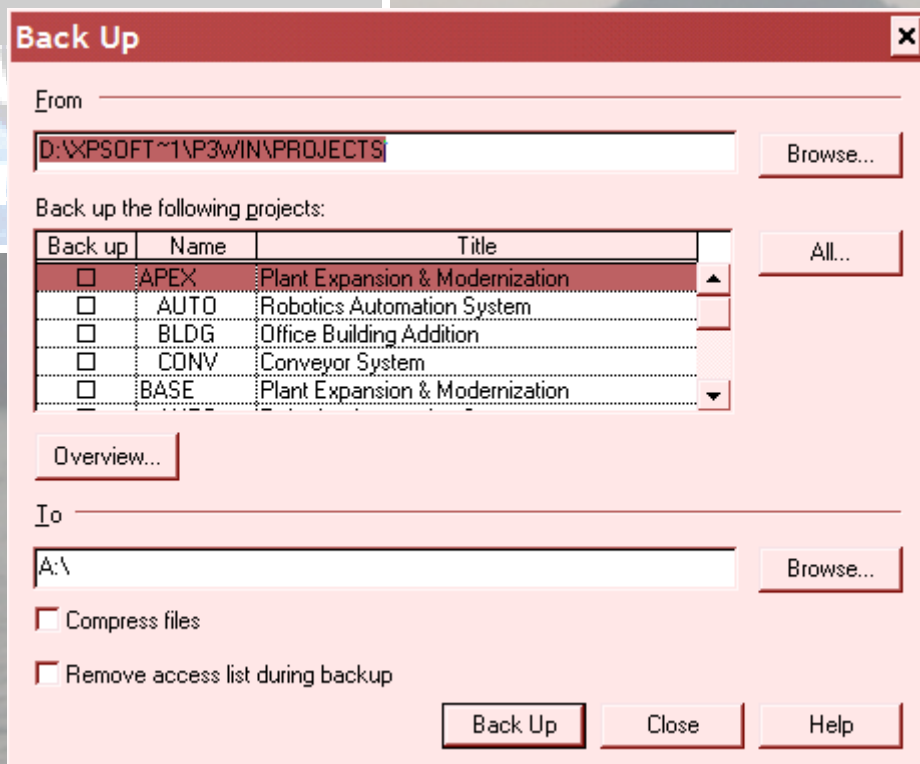 Back Up
From
D:\XPSOFT~1\P3WIN\PROJECTS
Browse...
Back up the following projects:
Back up Name Title
All...
APEX Plant Expansion & Modernization
AUTO Robotics Automation System
BLDG Office Building Addition
CONV Conveyor System
BASE Plant Expansion & Modernization
Overview...
To
A:\
Browse...
Compress files
Remove access list during backup
Back Up Close Help